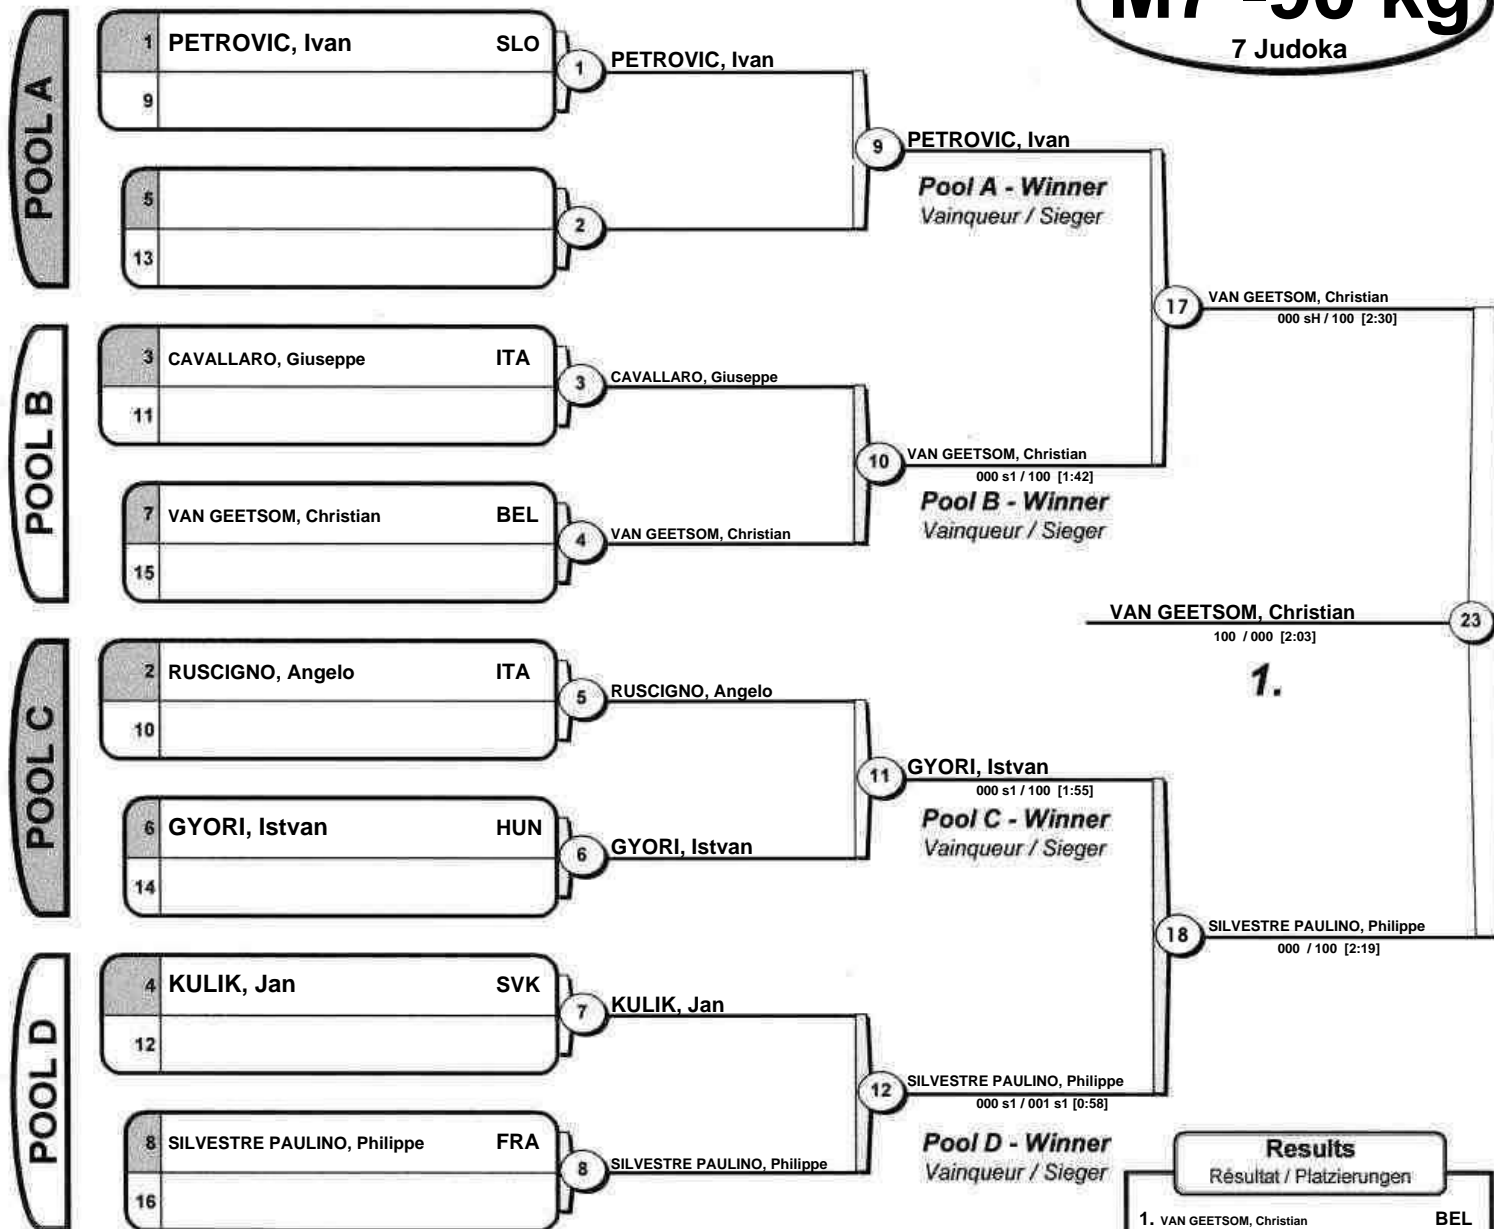 M7 -90 kg
7 Judoka
POOL A
1 PETROVIC, Ivan SLO
9
1
PETROVIC, Ivan
5
13
2
9
PETROVIC, Ivan
Pool A - Winner
Vainqueur / Sieger
17
VAN GEETSOM, Christian
000 sH / 100 [2:30]
POOL B
3 CAVALLARO, Giuseppe ITA
11
3
CAVALLARO, Giuseppe
7 VAN GEETSOM, Christian BEL
15
4
VAN GEETSOM, Christian
10
VAN GEETSOM, Christian
000 s1 / 100 [1:42]
Pool B - Winner
Vainqueur / Sieger
VAN GEETSOM, Christian
100 / 000 [2:03]
23
1.
POOL C
2 RUSCIGNO, Angelo ITA
10
5
RUSCIGNO, Angelo
6 GYORI, Istvan HUN
14
6
GYORI, Istvan
11
GYORI, Istvan
000 s1 / 100 [1:55]
Pool C - Winner
Vainqueur / Sieger
18
SILVESTRE PAULINO, Philippe
000 / 100 [2:19]
POOL D
4 KULIK, Jan SVK
12
7
KULIK, Jan
8 SILVESTRE PAULINO, Philippe FRA
16
8
SILVESTRE PAULINO, Philippe
12
SILVESTRE PAULINO, Philippe
000 s1 / 001 s1 [0:58]
Pool D - Winner
Vainqueur / Sieger
Results
Résultat / Platzierungen
1. VAN GEETSOM, Christian BEL